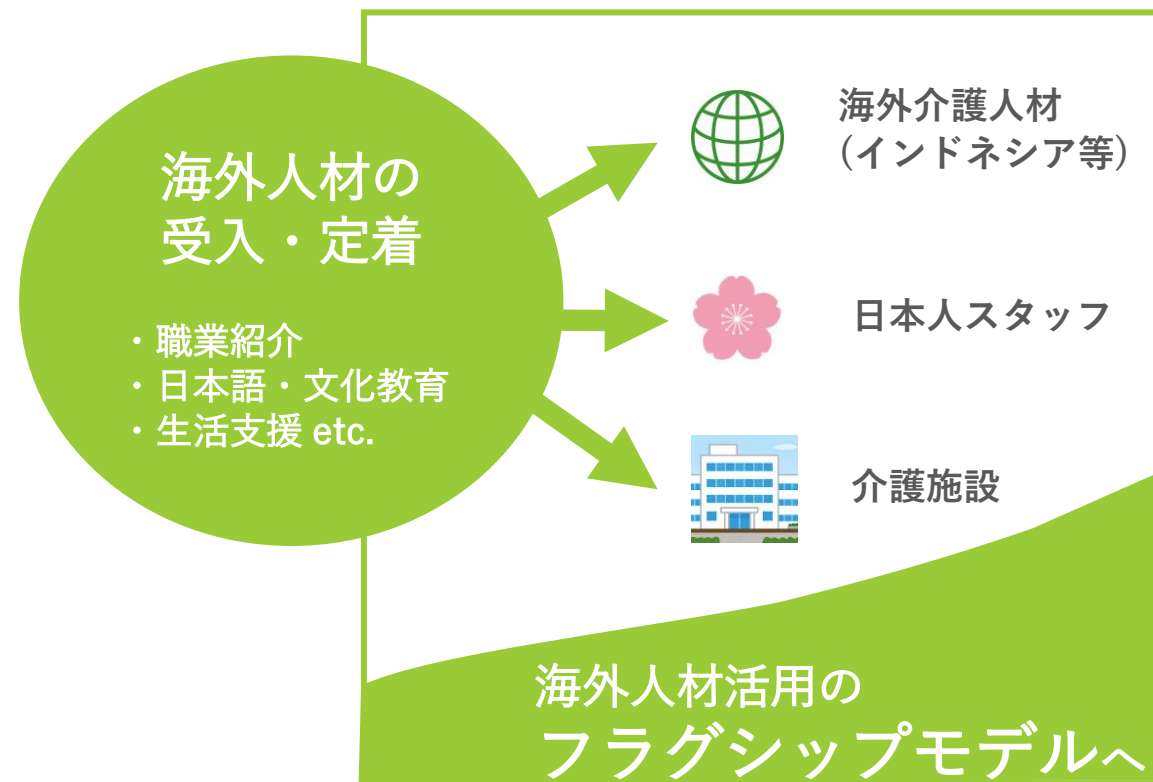 海外人材の
受入・定着
・職業紹介
・日本語・文化教育
・生活支援 etc.
海外介護人材
(インドネシア等)
日本人スタッフ
介護施設
海外人材活用の
フラグシップモデルへ